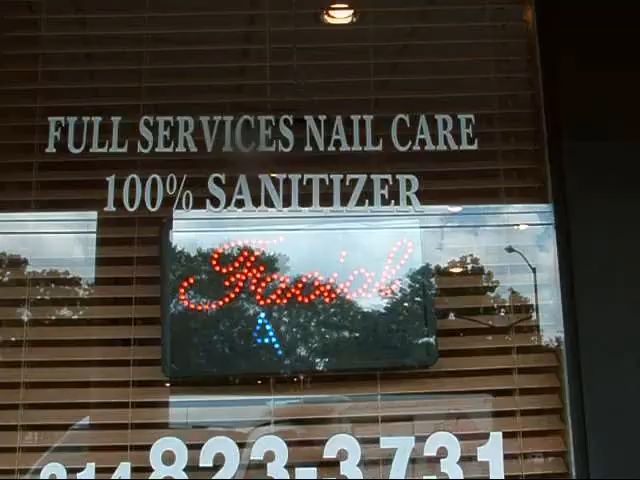 FULL SERVICES NAIL CARE
100% SANITIZER
Facial
A
823-3731